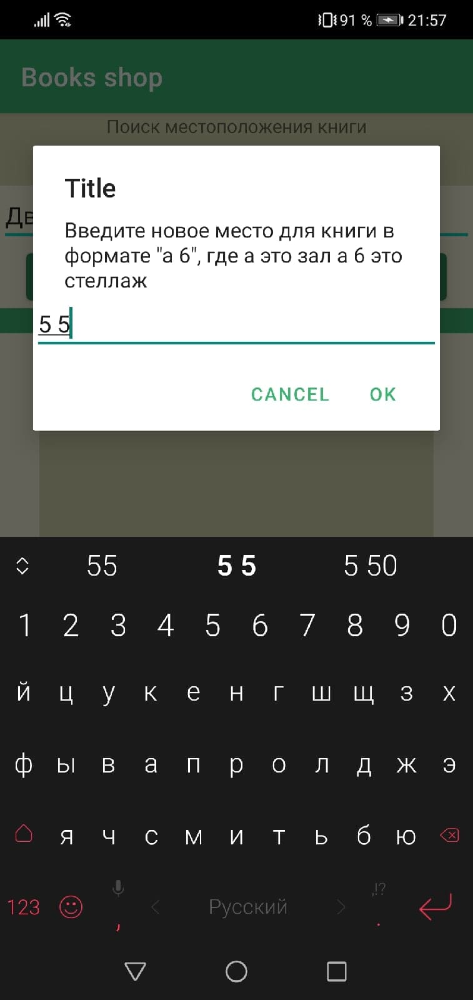 91 % 21:57
Books shop
Поиск местоположения книги
Дв
Title
Введите новое место для книги в
формате "а 6", где а это зал а 6 это
стеллаж
5 5
CANCEL OK
55 5 5 5 50
1 2 3 4 5 6 7 8 9 0
й ц у к е н г ш щ з х
ф ы в а п р о л д ж э
я ч с м и т ь б ю
,!?
123 , < Русский > .